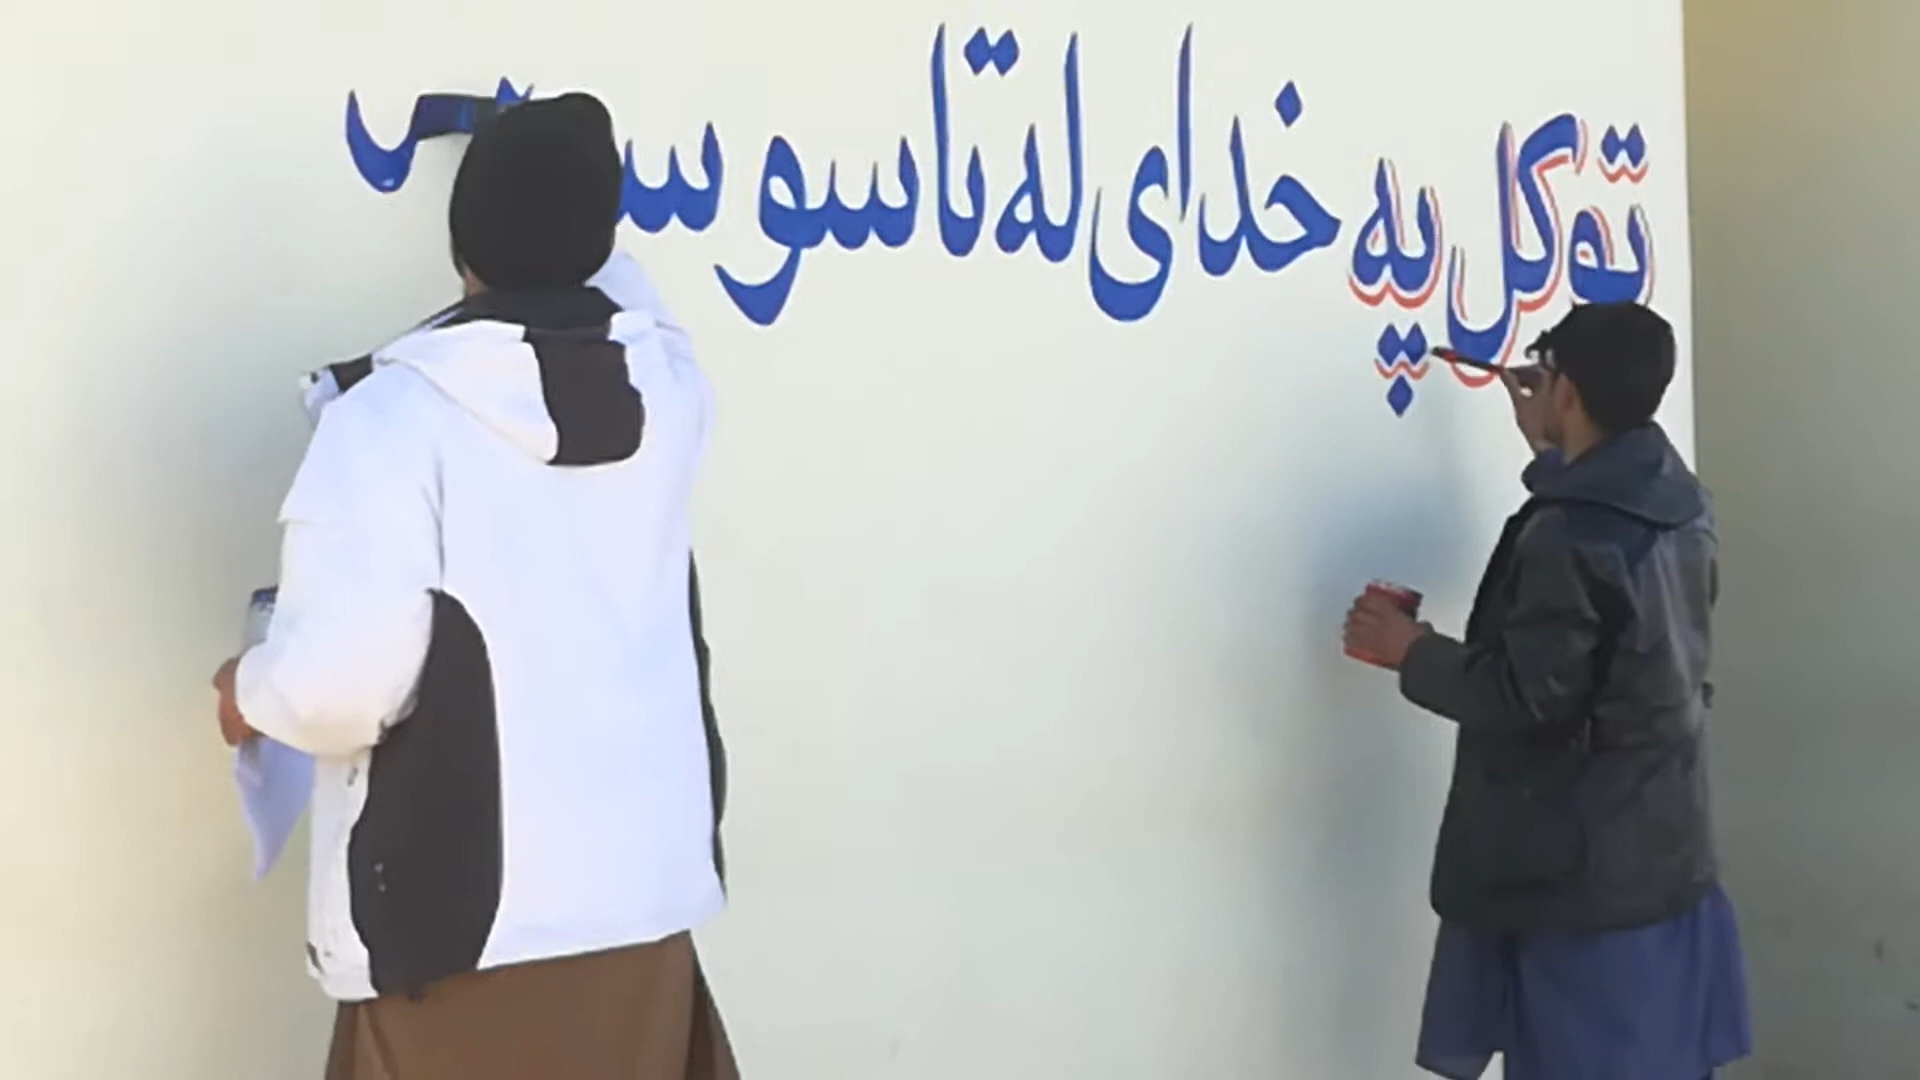 توکل په خدای له تاسو